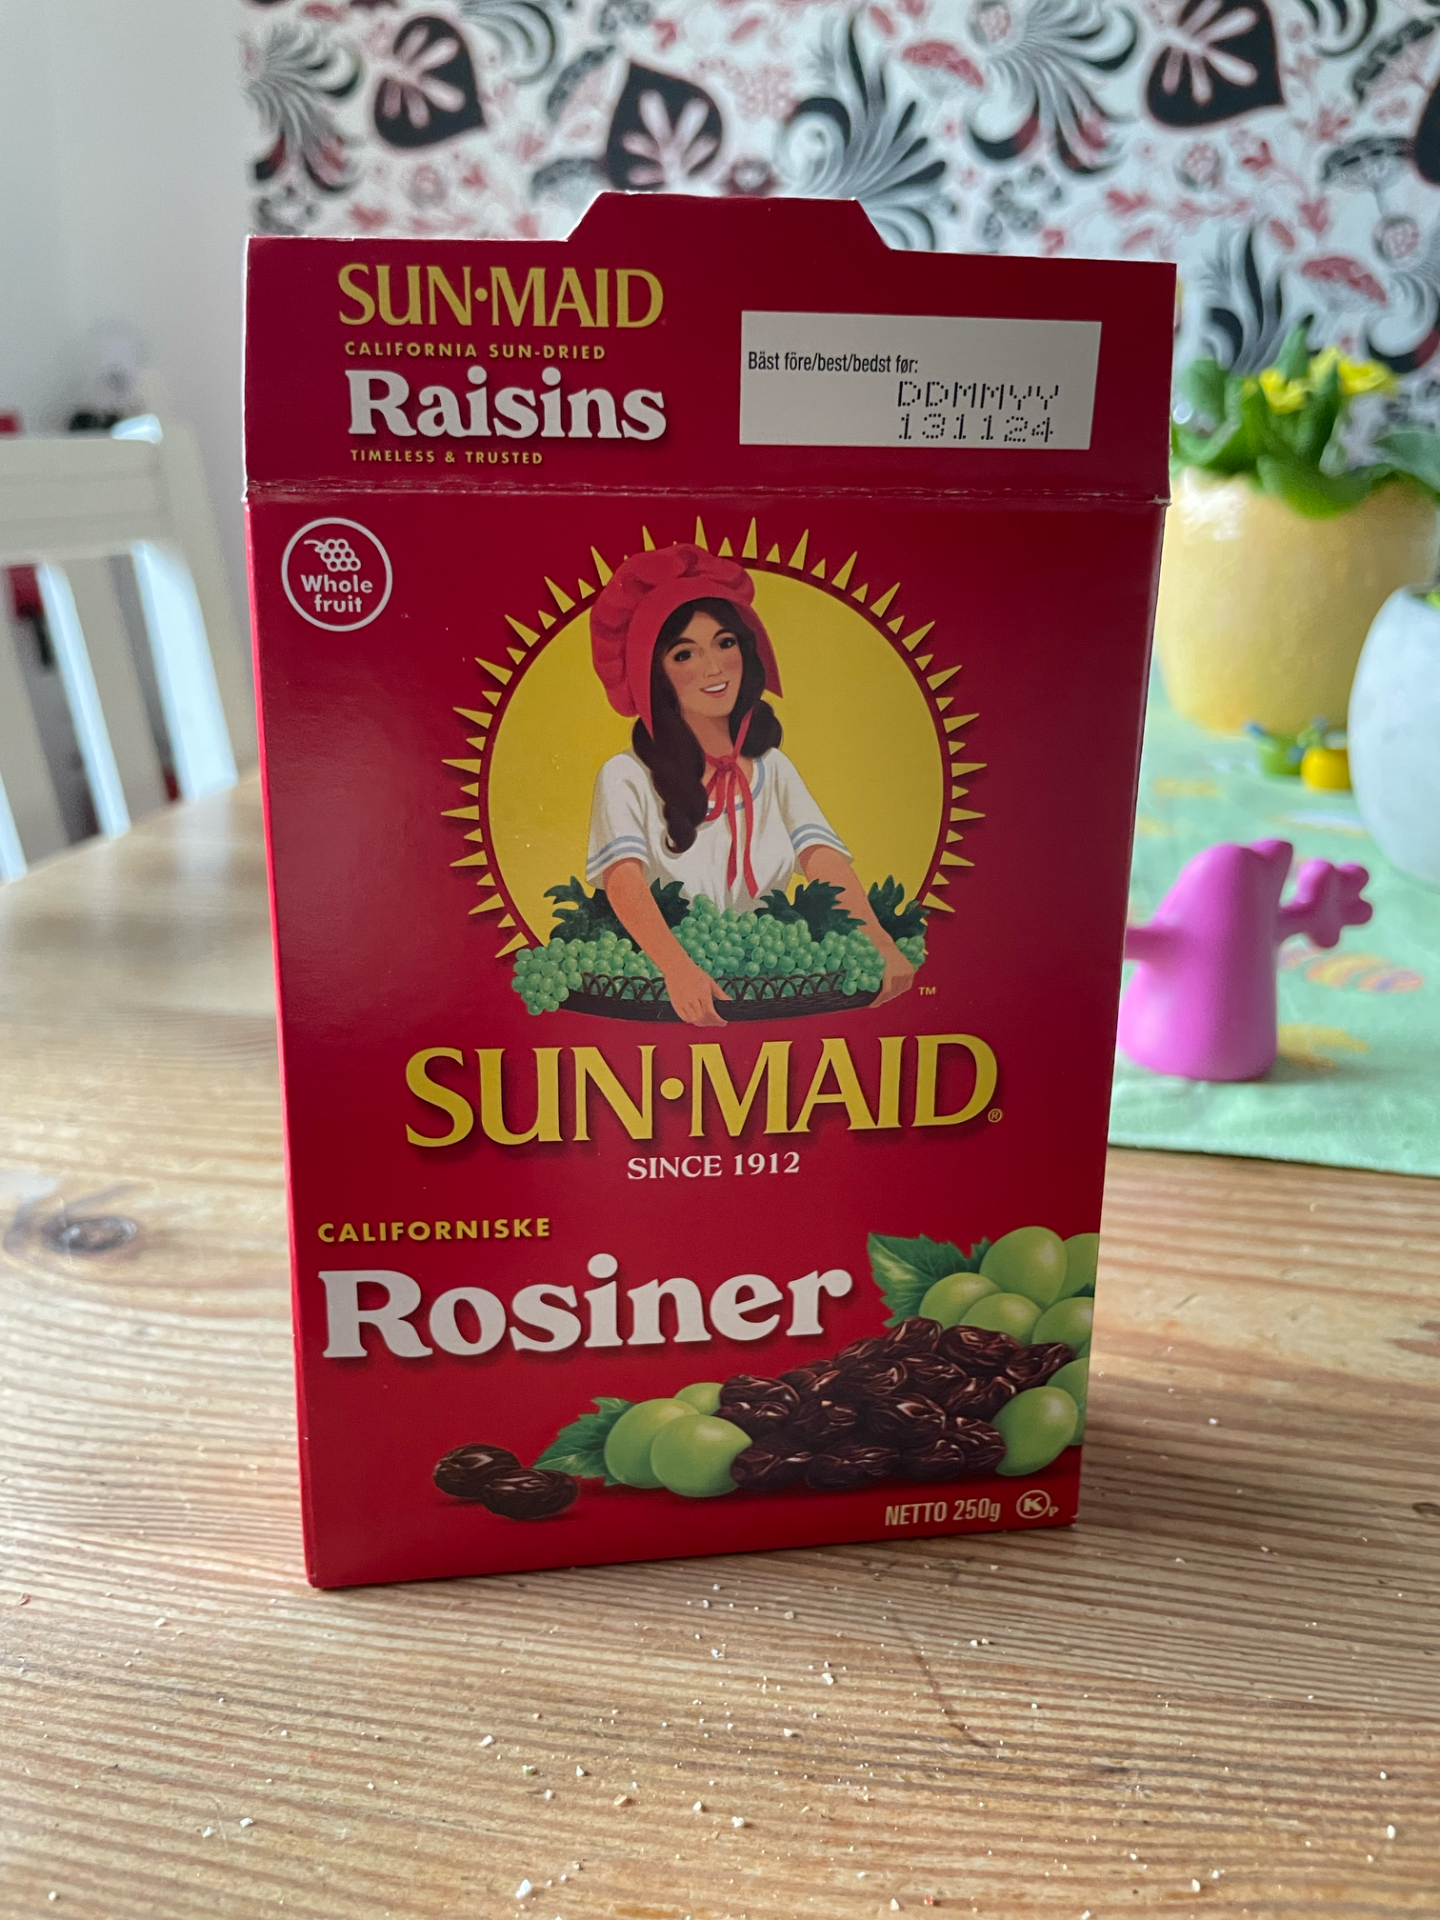 SUN•MAID
CALIFORNIA SUN-DRIED
Raisins
TIMELESS & TRUSTED
Bäst före/best/bedst før:
DDMMYY
131124
Whole
fruit
TM
SUN•MAID®
SINCE 1912
CALIFORNISKE
Rosiner
NETTO 250g
K P